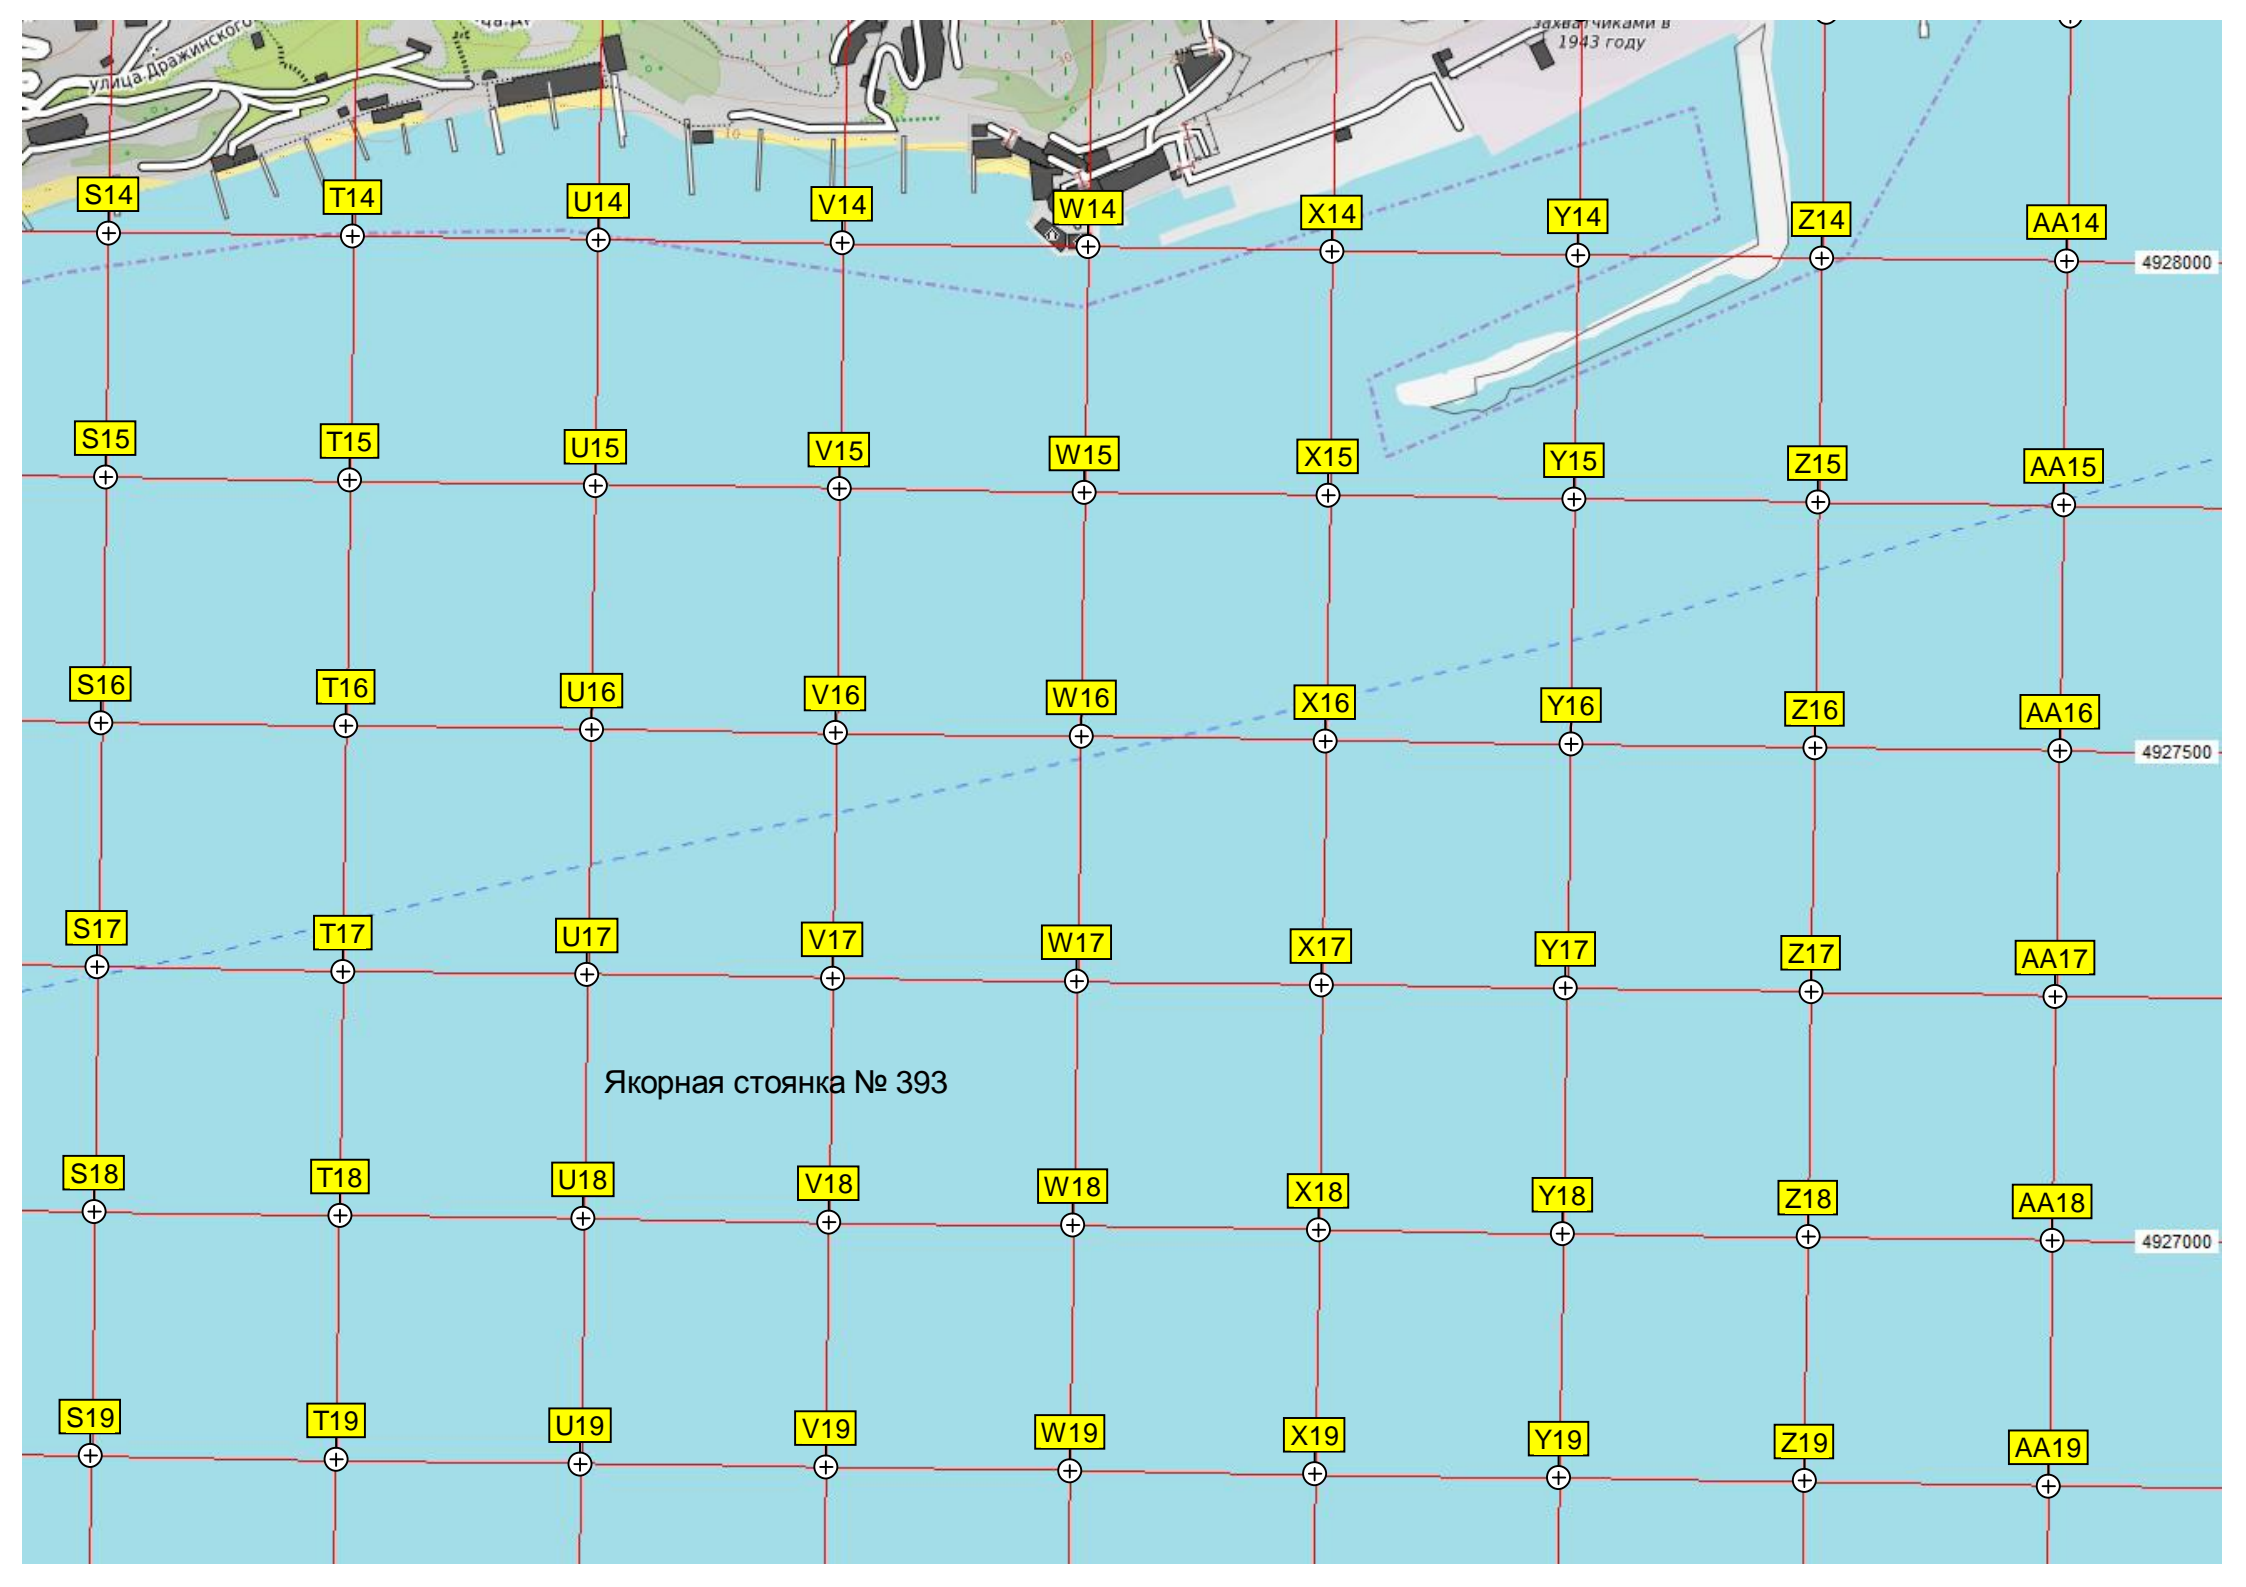 захватчиками в
1943 году
улица Дражинского
10
30
S14 T14 U14 V14 W14 X14 Y14 Z14 AA14
4928000
S15 T15 U15 V15 W15 X15 Y15 Z15 AA15
S16 T16 U16 V16 W16 X16 Y16 Z16 AA16
4927500
S17 T17 U17 V17 W17 X17 Y17 Z17 AA17
Якорная стоянка № 393
S18 T18 U18 V18 W18 X18 Y18 Z18 AA18
4927000
S19 T19 U19 V19 W19 X19 Y19 Z19 AA19